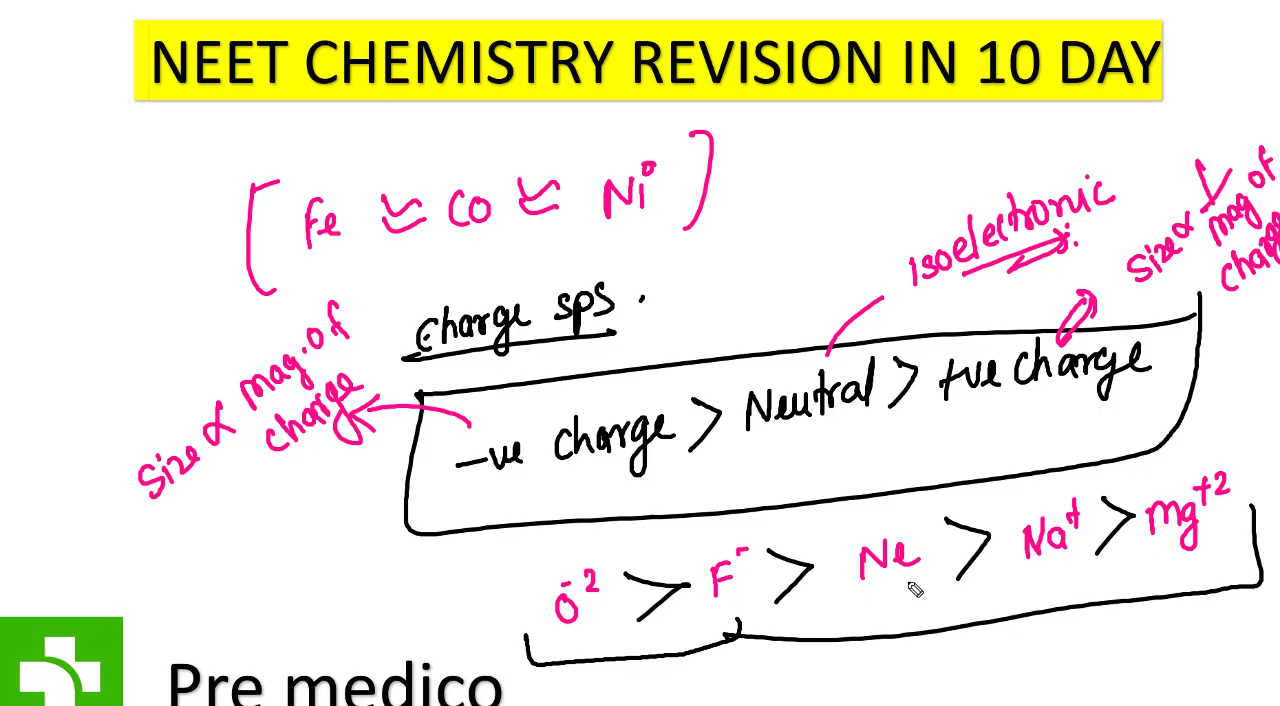 NEET CHEMISTRY REVISION IN 10 DAY
[ Fe ≃ Co ≃ Ni ]
isoelectronic
Size ∝ 1/mag of
charge
charge sps.
Size ∝ mag. of
charge
-ve charge > Neutral > +ve charge
O⁻² > F⁻ > Ne > Na⁺ > Mg⁺²
Pre medico